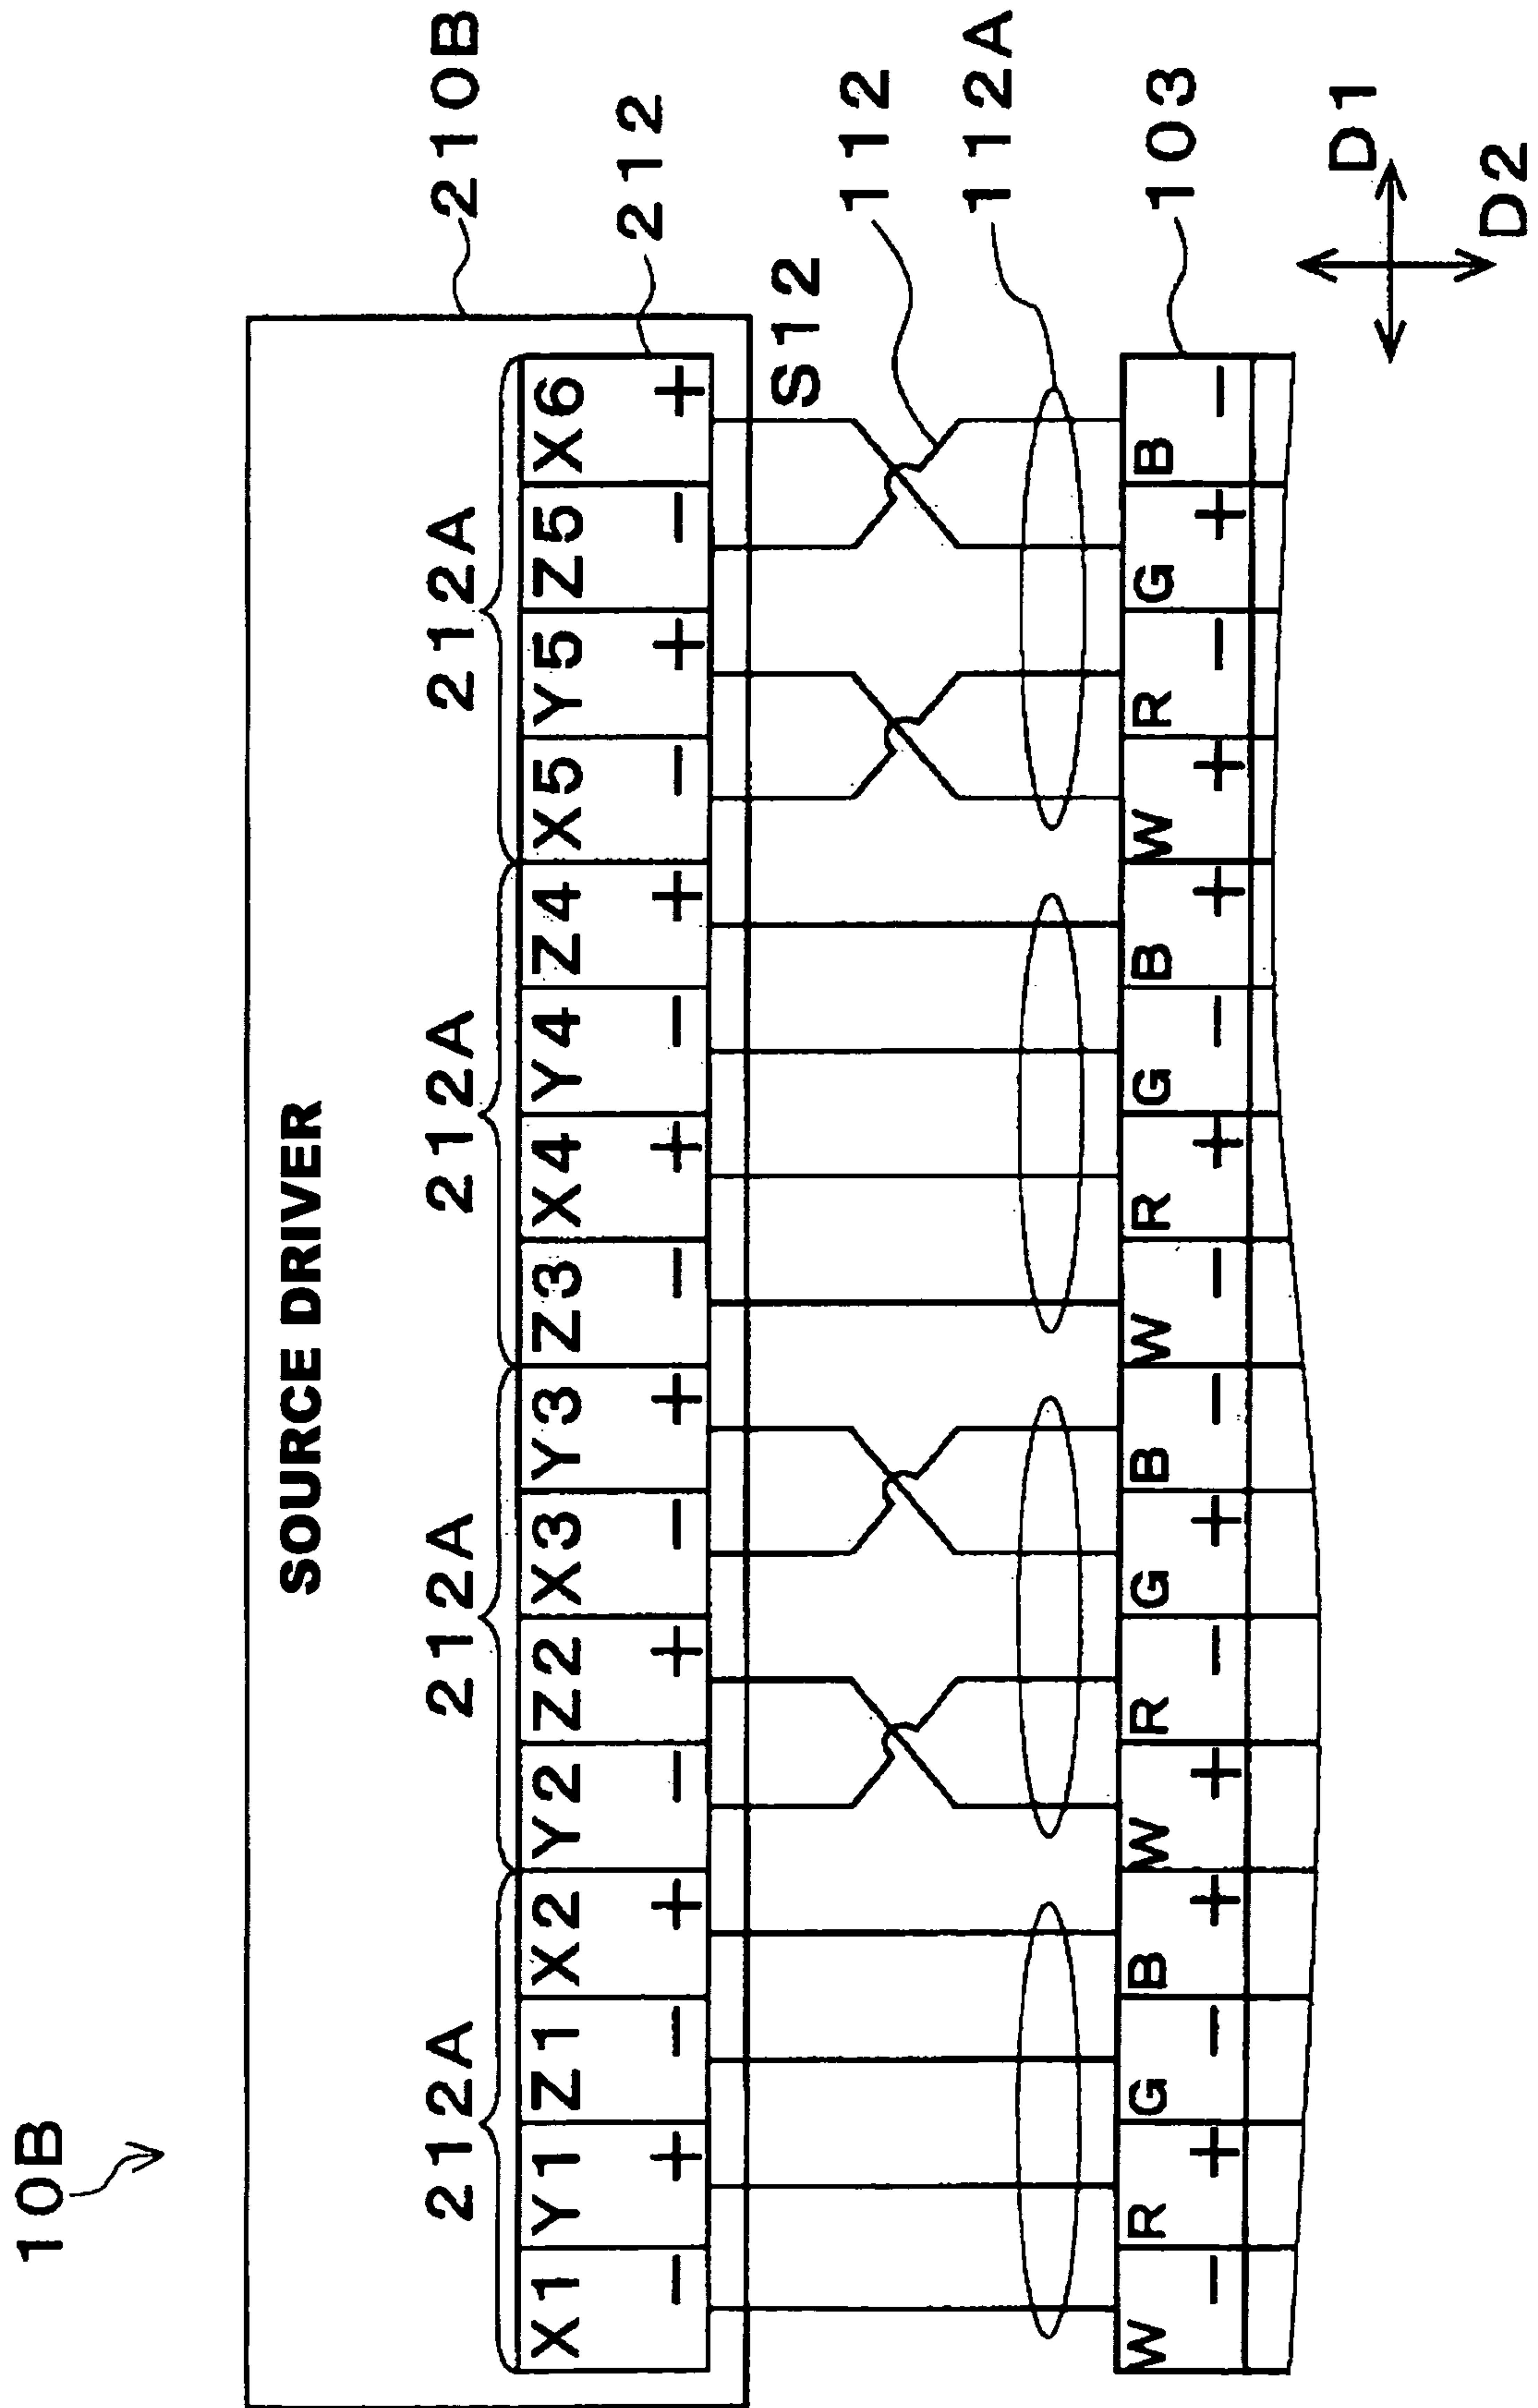 10B
SOURCE DRIVER
210B
212A 212A 212A 212A
212
X1 Y1 Z1 X2 Y2 Z2 X3 Y3 Z3 X4 Y4 Z4 X5 Y5 Z5 X6
− + − + − + − + − + − + − + − +
S12
112
112A
103
W R G B W R G B W R G B W R G B
− + − + + − + − − + − + + − + −
D1
D2